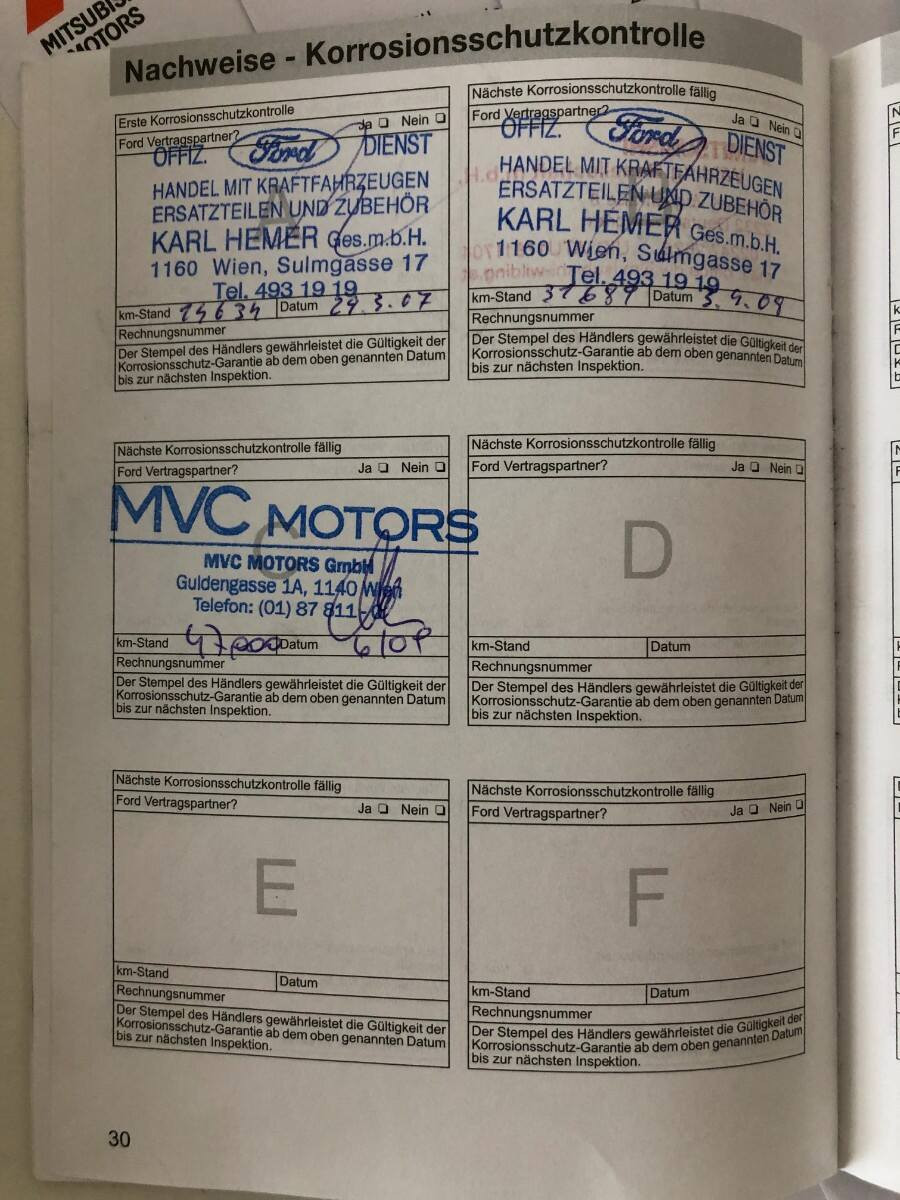 MITSUBIS
MOTORS
Nachweise - Korrosionsschutzkontrolle
Erste Korrosionsschutzkontrolle
Ford Vertragspartner? Ja ❏ Nein ❏
OFFIZ. Ford DIENST
HANDEL MIT KRAFTFAHRZEUGEN
ERSATZTEILEN UND ZUBEHÖR
KARL HEMER Ges.m.b.H.
1160 Wien, Sulmgasse 17
Tel. 493 19 19
km-Stand Datum 29.3.07
Rechnungsnummer
Der Stempel des Händlers gewährleistet die Gültigkeit der
Korrosionsschutz-Garantie ab dem oben genannten Datum
bis zur nächsten Inspektion.
Nächste Korrosionsschutzkontrolle fällig
Ford Vertragspartner? Ja ❏ Nein ❏
OFFIZ. Ford DIENST
HANDEL MIT KRAFTFAHRZEUGEN
ERSATZTEILEN UND ZUBEHÖR
KARL HEMER Ges.m.b.H.
1160 Wien, Sulmgasse 17
Tel. 493 19 19
km-Stand 31687 Datum
Rechnungsnummer
Der Stempel des Händlers gewährleistet die Gültigkeit der
Korrosionsschutz-Garantie ab dem oben genannten Datum
bis zur nächsten Inspektion.
Nächste Korrosionsschutzkontrolle fällig
Ford Vertragspartner? Ja ❏ Nein ❏
C
MVC MOTORS
MVC MOTORS GmbH
Guldengasse 1A, 1140 Wien
Telefon: (01) 87 811-0
km-Stand 47,000 Datum
Rechnungsnummer
Der Stempel des Händlers gewährleistet die Gültigkeit der
Korrosionsschutz-Garantie ab dem oben genannten Datum
bis zur nächsten Inspektion.
Nächste Korrosionsschutzkontrolle fällig
Ford Vertragspartner? Ja ❏ Nein ❏
D
km-Stand Datum
Rechnungsnummer
Der Stempel des Händlers gewährleistet die Gültigkeit der
Korrosionsschutz-Garantie ab dem oben genannten Datum
bis zur nächsten Inspektion.
Nächste Korrosionsschutzkontrolle fällig
Ford Vertragspartner? Ja ❏ Nein ❏
E
km-Stand Datum
Rechnungsnummer
Der Stempel des Händlers gewährleistet die Gültigkeit der
Korrosionsschutz-Garantie ab dem oben genannten Datum
bis zur nächsten Inspektion.
Nächste Korrosionsschutzkontrolle fällig
Ford Vertragspartner? Ja ❏ Nein ❏
F
km-Stand Datum
Rechnungsnummer
Der Stempel des Händlers gewährleistet die Gültigkeit der
Korrosionsschutz-Garantie ab dem oben genannten Datum
bis zur nächsten Inspektion.
30